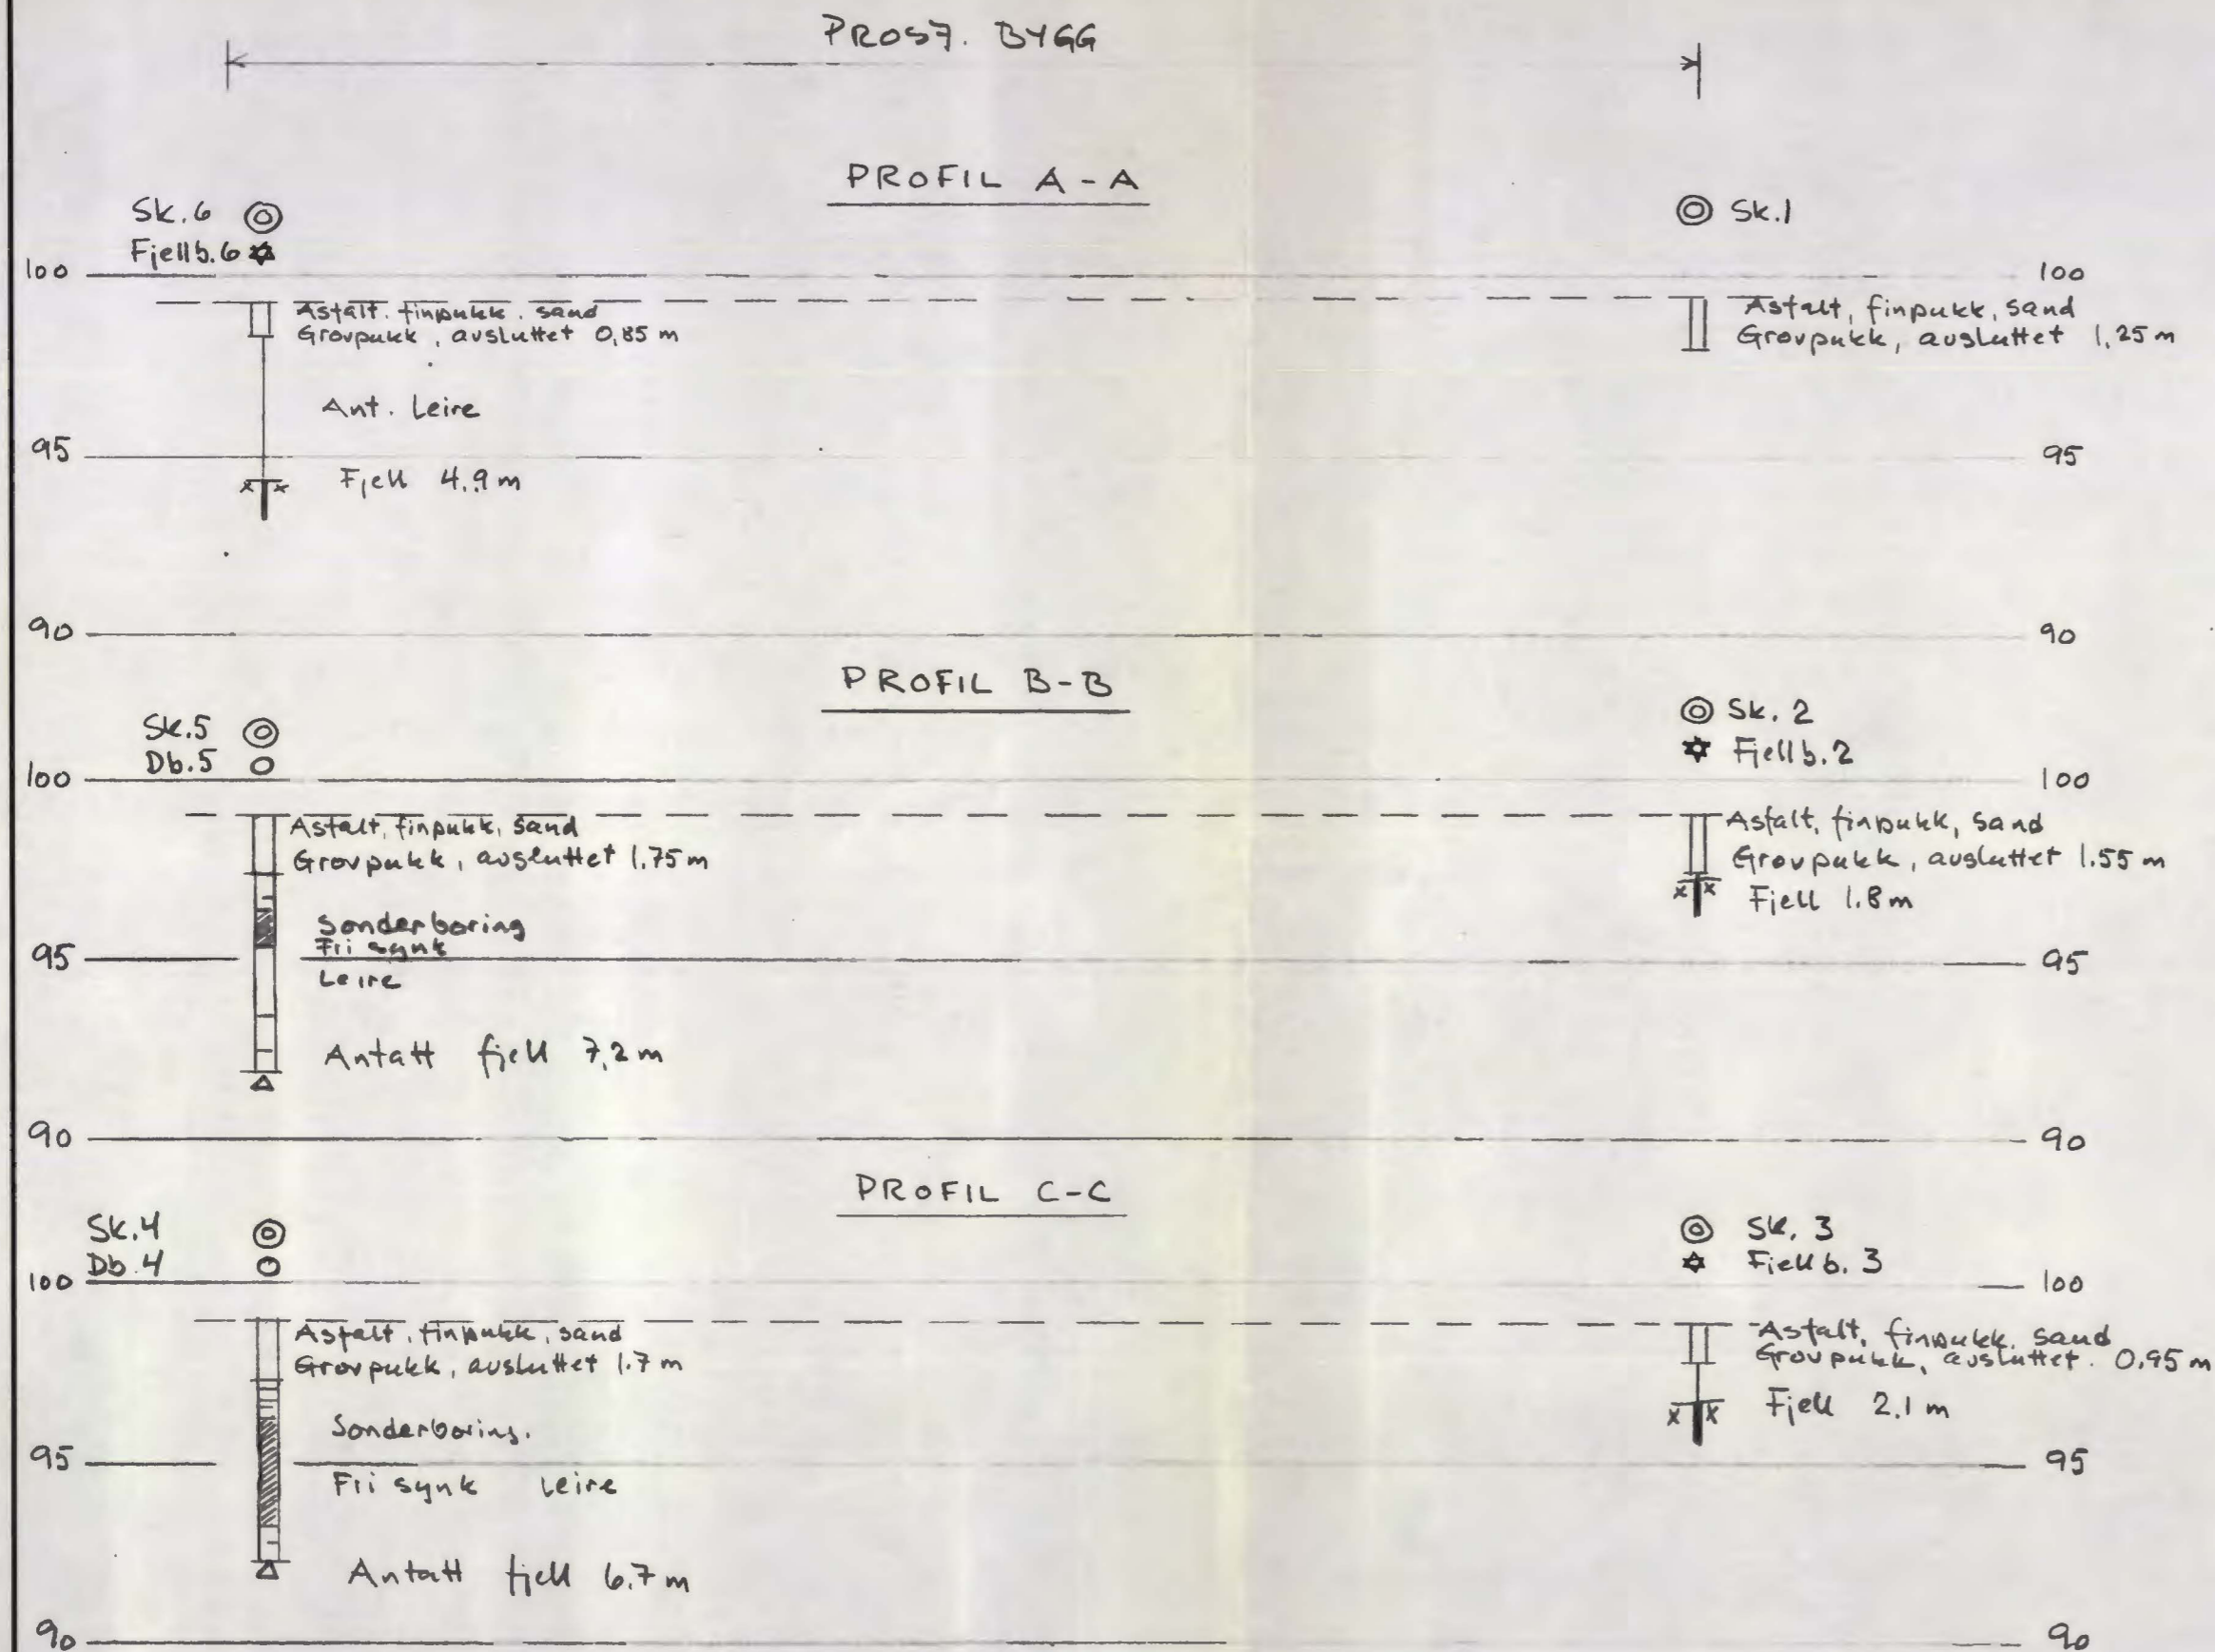 PROSJ. BYGG
PROFIL A-A
Sk.6
Fjellb.6
Sk.1
100
100
Asfalt, finpukk, sand
Grovpukk, avsluttet 0,85 m
Asfalt, finpukk, sand
Grovpukk, avsluttet 1,25 m
Ant. Leire
95
95
Fjell 4.9 m
90
90
PROFIL B-B
Sk.5
Db.5
Sk. 2
Fjellb.2
100
100
Asfalt, finpukk, sand
Grovpukk, avsluttet 1.75 m
Asfalt, finpukk, sand
Grovpukk, avsluttet 1.55 m
Fjell 1.8 m
Sonderboring
Fri synk
95
95
Leire
Antatt fjell 7,2 m
90
90
PROFIL C-C
Sk.4
Db.4
Sk. 3
Fjellb. 3
100
100
Asfalt, finpukk, sand
Grovpukk, avsluttet 1.7 m
Asfalt, finpukk, sand
Grovpukk, avsluttet. 0,95 m
Fjell 2.1 m
Sonderboring.
95
95
Fri synk Leire
Antatt fjell 6.7 m
90
90